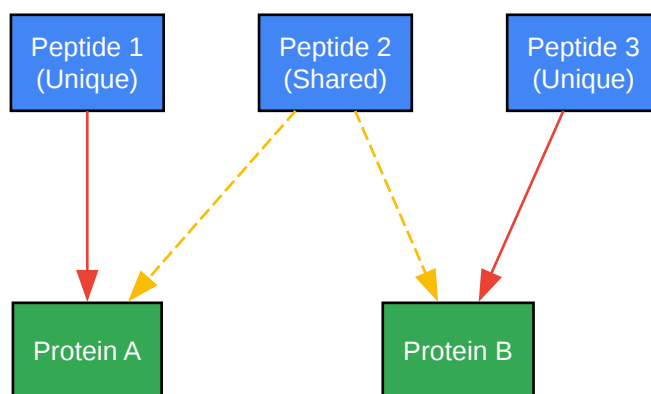 Peptide 1
(Unique)
Peptide 2
(Shared)
Peptide 3
(Unique)
Protein A
Protein B